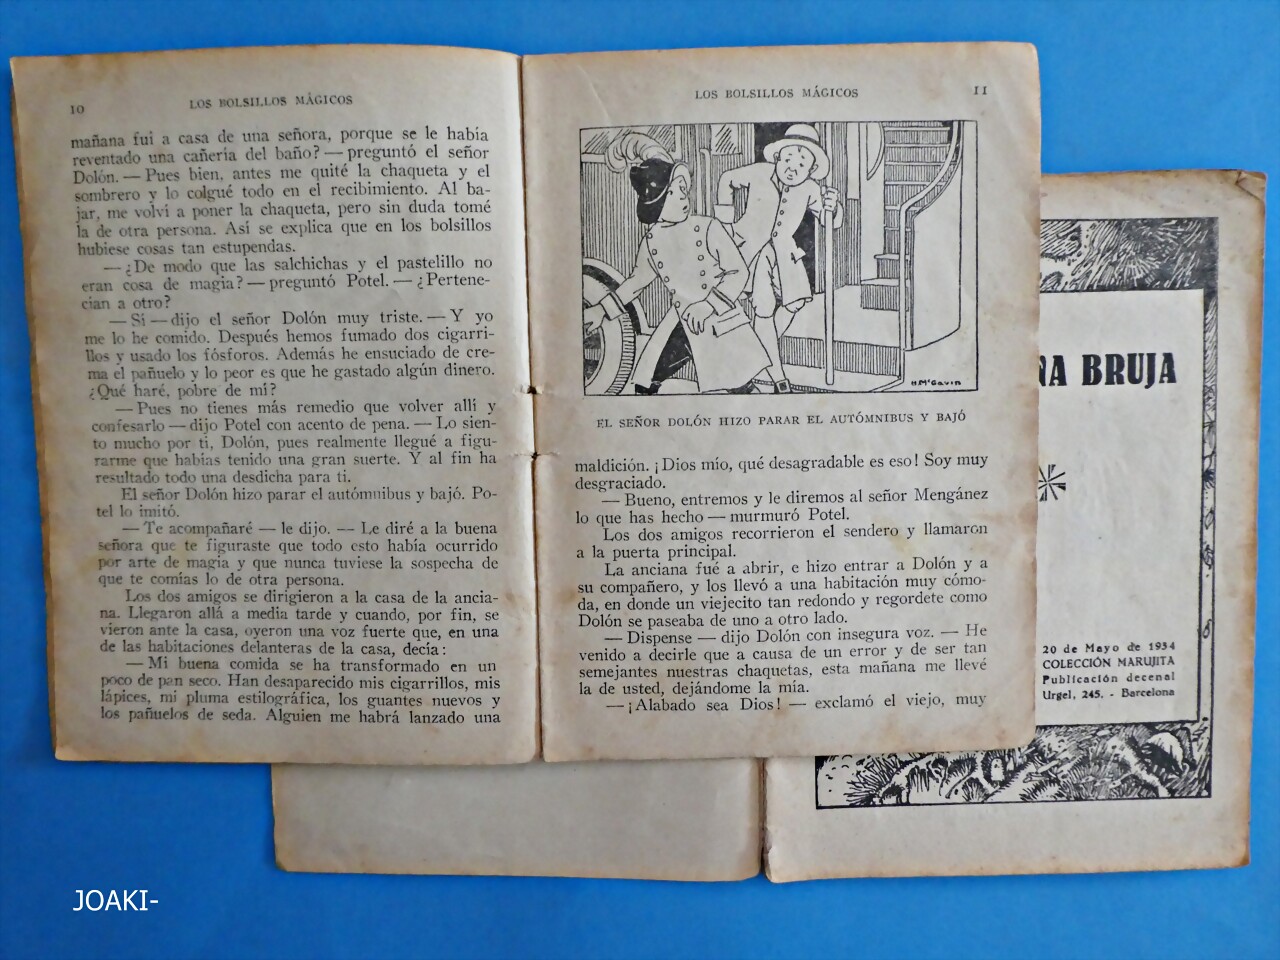 10
LOS BOLSILLOS MÁGICOS
mañana fui a casa de una señora, porque se le había
reventado una cañería del baño? — preguntó el señor
Dolón. — Pues bien, antes me quité la chaqueta y el
sombrero y lo colgué todo en el recibimiento. Al ba-
jar, me volví a poner la chaqueta, pero sin duda tomé
la de otra persona. Así se explica que en los bolsillos
hubiese cosas tan estupendas.
— ¿De modo que las salchichas y el pastelillo no
eran cosa de magia? — preguntó Potel. — ¿Pertene-
cían a otro?
— Sí — dijo el señor Dolón muy triste. — Y yo
me lo he comido. Después hemos fumado dos cigarri-
llos y usado los fósforos. Además he ensuciado de cre-
ma el pañuelo y lo peor es que he gastado algún dinero.
¿Qué haré, pobre de mí?
— Pues no tienes más remedio que volver allí y
confesarlo — dijo Potel con acento de pena. — Lo sien-
to mucho por ti, Dolón, pues realmente llegué a figu-
rarme que habías tenido una gran suerte. Y al fin ha
resultado todo una desdicha para ti.
El señor Dolón hizo parar el autómnibus y bajó. Po-
tel lo imitó.
— Te acompañaré — le dijo. — Le diré a la buena
señora que te figuraste que todo esto había ocurrido
por arte de magia y que nunca tuviese la sospecha de
que te comías lo de otra persona.
Los dos amigos se dirigieron a la casa de la ancia-
na. Llegaron allá a media tarde y cuando, por fin, se
vieron ante la casa, oyeron una voz fuerte que, en una
de las habitaciones delanteras de la casa, decía:
— Mi buena comida se ha transformado en un
poco de pan seco. Han desaparecido mis cigarrillos, mis
lápices, mi pluma estilográfica, los guantes nuevos y
los pañuelos de seda. Alguien me habrá lanzado una
LOS BOLSILLOS MÁGICOS
11
H. McGavin
EL SEÑOR DOLÓN HIZO PARAR EL AUTÓMNIBUS Y BAJÓ
maldición. ¡Dios mío, qué desagradable es eso! Soy muy
desgraciado.
— Bueno, entremos y le diremos al señor Mengánez
lo que has hecho — murmuró Potel.
Los dos amigos recorrieron el sendero y llamaron
a la puerta principal.
La anciana fué a abrir, e hizo entrar a Dolón y a
su compañero, y los llevó a una habitación muy cómo-
da, en donde un viejecito tan redondo y regordete como
Dolón se paseaba de uno a otro lado.
— Dispense — dijo Dolón con insegura voz. — He
venido a decirle que a causa de un error y de ser tan
semejantes nuestras chaquetas, esta mañana me llevé
la de usted, dejándome la mía.
— ¡Alabado sea Dios! — exclamó el viejo, muy
NA BRUJA
20 de Mayo de 1934
COLECCIÓN MARUJITA
Publicación decenal
Urgel, 245. - Barcelona
JOAKI-